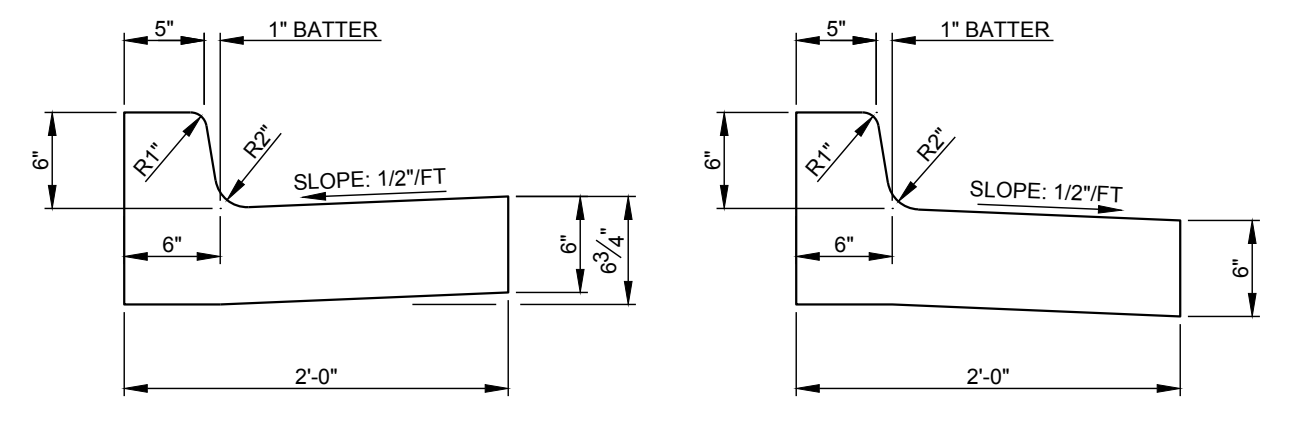 5"
1" BATTER
6"
R1"
R2"
SLOPE: 1/2"/FT
6"
6"
6 3/4"
2'-0"
5"
1" BATTER
6"
R1"
R2"
SLOPE: 1/2"/FT
6"
6"
2'-0"